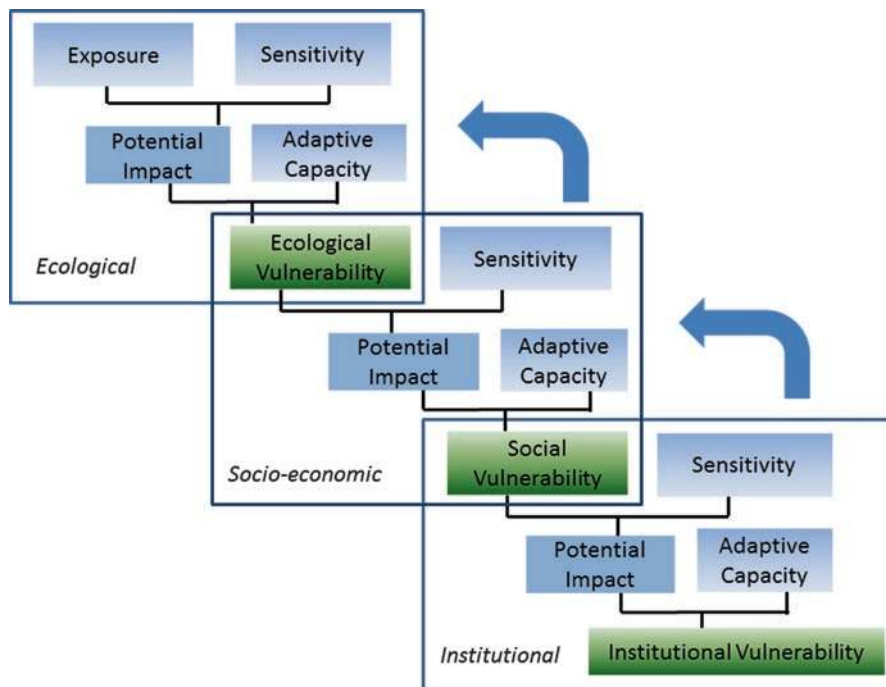 Exposure
Sensitivity
Potential
Impact
Adaptive
Capacity
Ecological
Ecological
Vulnerability
Sensitivity
Potential
Impact
Adaptive
Capacity
Socio-economic
Social
Vulnerability
Sensitivity
Potential
Impact
Adaptive
Capacity
Institutional
Institutional Vulnerability